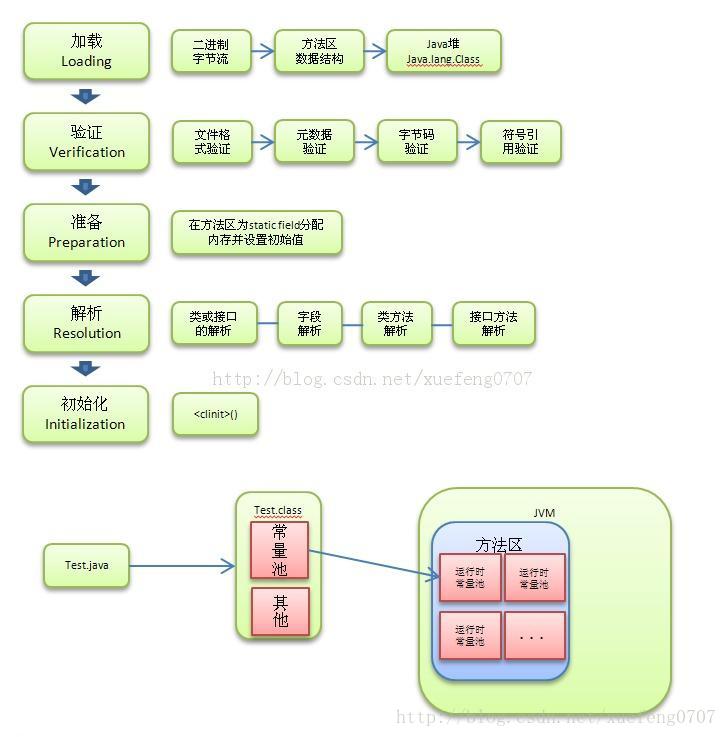 加载
Loading
二进制
字节流
方法区
数据结构
Java堆
Java.lang.Class
验证
Verification
文件格
式验证
元数据
验证
字节码
验证
符号引
用验证
准备
Preparation
在方法区为static field分配
内存并设置初始值
解析
Resolution
类或接口
的解析
字段
解析
类方法
解析
接口方法
解析
http://blog.csdn.net/xuefeng0707
初始化
Initialization
<clinit>()
Test.java
Test.class
常
量
池
其
他
JVM
方法区
运行时
常量池
运行时
常量池
运行时
常量池
...
http://blog.csdn.net/xuefeng0707